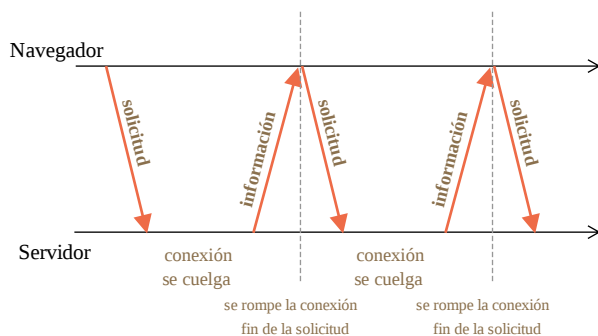 Navegador
solicitud
información
solicitud
información
solicitud
Servidor
conexión
se cuelga
conexión
se cuelga
se rompe la conexión
fin de la solicitud
se rompe la conexión
fin de la solicitud